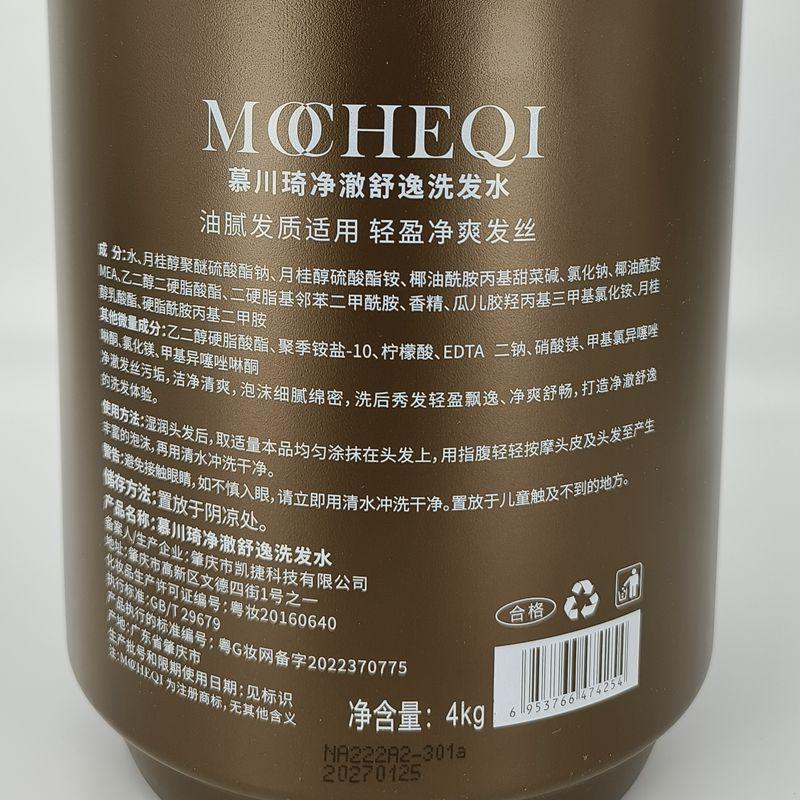 MOCHEQI
慕川琦净澈舒逸洗发水
油腻发质适用 轻盈净爽发丝
成 分:水、月桂醇聚醚硫酸酯钠、月桂醇硫酸酯铵、椰油酰胺丙基甜菜碱、氯化钠、椰油酰胺
MEA、乙二醇二硬脂酸酯、二硬脂基邻苯二甲酰胺、香精、瓜儿胶羟丙基三甲基氯化铵、月桂
醇乳酸酯、硬脂酰胺丙基二甲胺
其他微量成分:乙二醇硬脂酸酯、聚季铵盐-10、柠檬酸、EDTA 二钠、硝酸镁、甲基氯异噻唑
啉酮、氯化镁、甲基异噻唑啉酮
净澈发丝污垢,洁净清爽,泡沫细腻绵密,洗后秀发轻盈飘逸、净爽舒畅,打造净澈舒逸
的洗发体验。
使用方法:湿润头发后,取适量本品均匀涂抹在头发上,用指腹轻轻按摩头皮及头发至产生
丰富的泡沫,再用清水冲洗干净。
警告:避免接触眼睛,如不慎入眼,请立即用清水冲洗干净。置放于儿童触及不到的地方。
储存方法:置放于阴凉处。
产品名称:慕川琦净澈舒逸洗发水
备案人/生产企业:肇庆市凯捷科技有限公司
地址:肇庆市高新区文德四街1号之一
化妆品生产许可证编号:粤妆20160640
执行标准:GB/T 29679
产品执行的标准编号:粤G妆网备字2022370775
产地:广东省肇庆市
生产批号和限期使用日期:见标识
注:MOCHEQI 为注册商标,无其他含义
合格
净含量: 4kg
6 953766 474254
NA222A2-301a
20270125